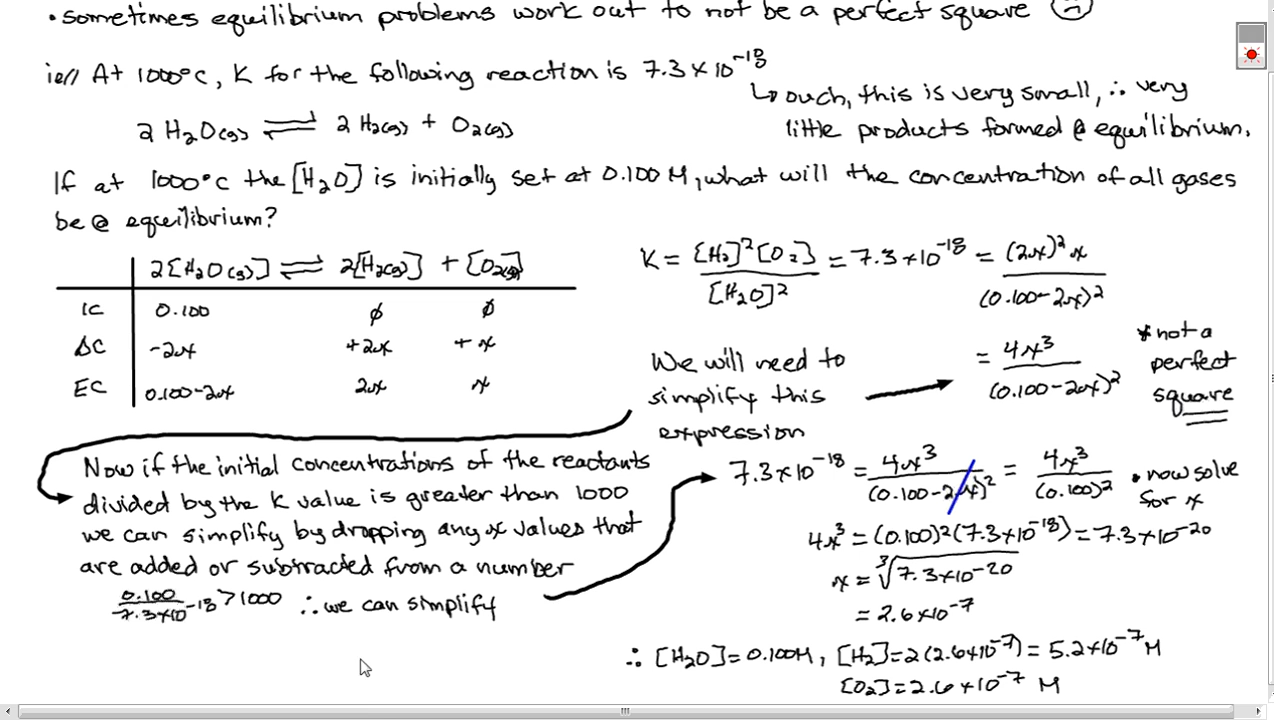 • sometimes equilibrium problems work out to not be a perfect square ☹
ie// At 1000°C, K for the following reaction is 7.3 × 10⁻¹⁸
↳ ouch, this is very small, ∴ very
little products formed @ equilibrium.
2 H₂O(g) ⇌ 2 H₂(g) + O₂(g)
If at 1000°C the [H₂O] is initially set at 0.100 M, what will the concentration of all gases
be @ equilibrium?
2[H₂O(g)] ⇌ 2[H₂(g)] + [O₂(g)]
IC 0.100 ϕ ϕ
ΔC -2x +2x + x
EC 0.100-2x 2x x
K = [H₂]²[O₂] / [H₂O]² = 7.3 × 10⁻¹⁸ = (2x)² x / (0.100-2x)²
We will need to
simplify this
expression
= 4x³ / (0.100-2x)²
* not a
perfect
square
Now if the initial concentrations of the reactants
divided by the K value is greater than 1000
we can simplify by dropping any x values that
are added or subtracted from a number
0.100 / 7.3×10⁻¹⁸ > 1000 ∴ we can simplify
7.3 × 10⁻¹⁸ = 4x³ / (0.100-2x)² = 4x³ / (0.100)²
• now solve
for x
4x³ = (0.100)²(7.3×10⁻¹⁸) = 7.3×10⁻²⁰
x = ∛7.3×10⁻²⁰
= 2.6×10⁻⁷
∴ [H₂O] = 0.100M, [H₂] = 2(2.6×10⁻⁷) = 5.2×10⁻⁷ M
[O₂] = 2.6×10⁻⁷ M